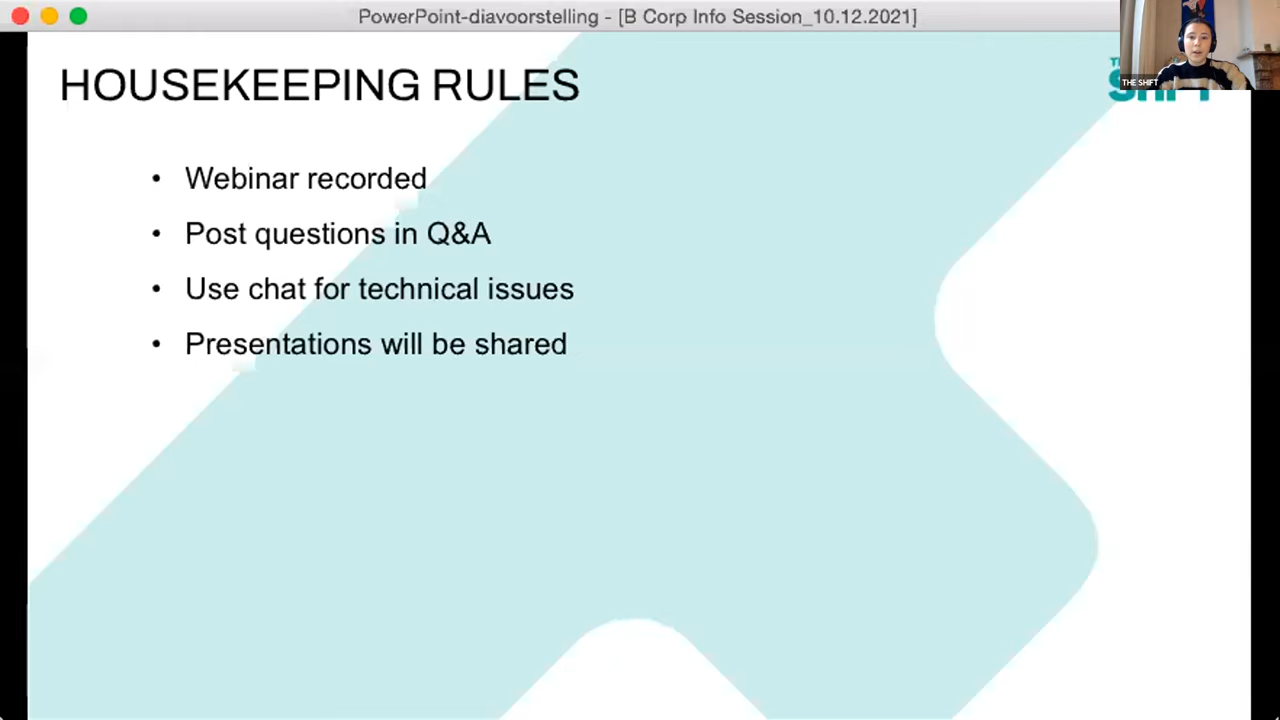 PowerPoint-diavoorstelling - [B Corp Info Session_10.12.2021]
HOUSEKEEPING RULES
THE SHIFT
• Webinar recorded
• Post questions in Q&A
• Use chat for technical issues
• Presentations will be shared